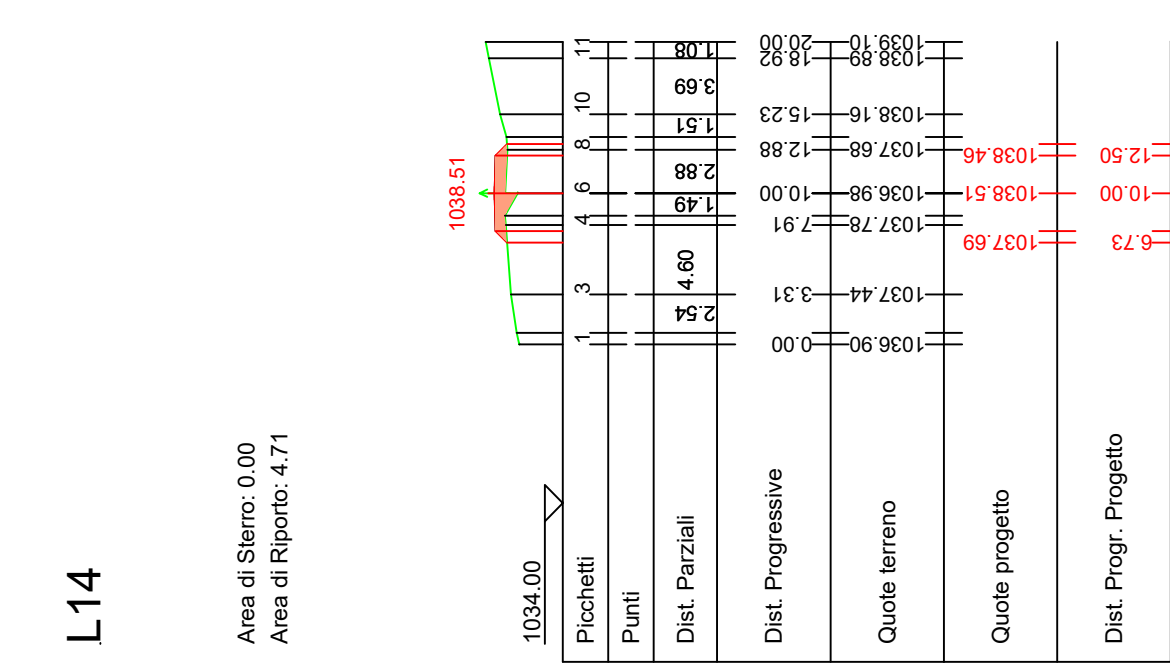 L14
Area di Sterro: 0.00
Area di Riporto: 4.71
1038.51
1034.00
Picchetti 1 3 4 6 8 10 11
Punti
Dist. Parziali 2.54 4.60 1.49 2.88 1.51 3.69 1.08
Dist. Progressive 0.00 3.31 7.91 10.00 12.88 15.23 18.92 20.00
Quote terreno 1036.90 1037.44 1037.78 1036.98 1037.68 1038.16 1038.89 1039.10
Quote progetto 1037.69 1038.51 1038.46
Dist. Progr. Progetto 6.73 10.00 12.50